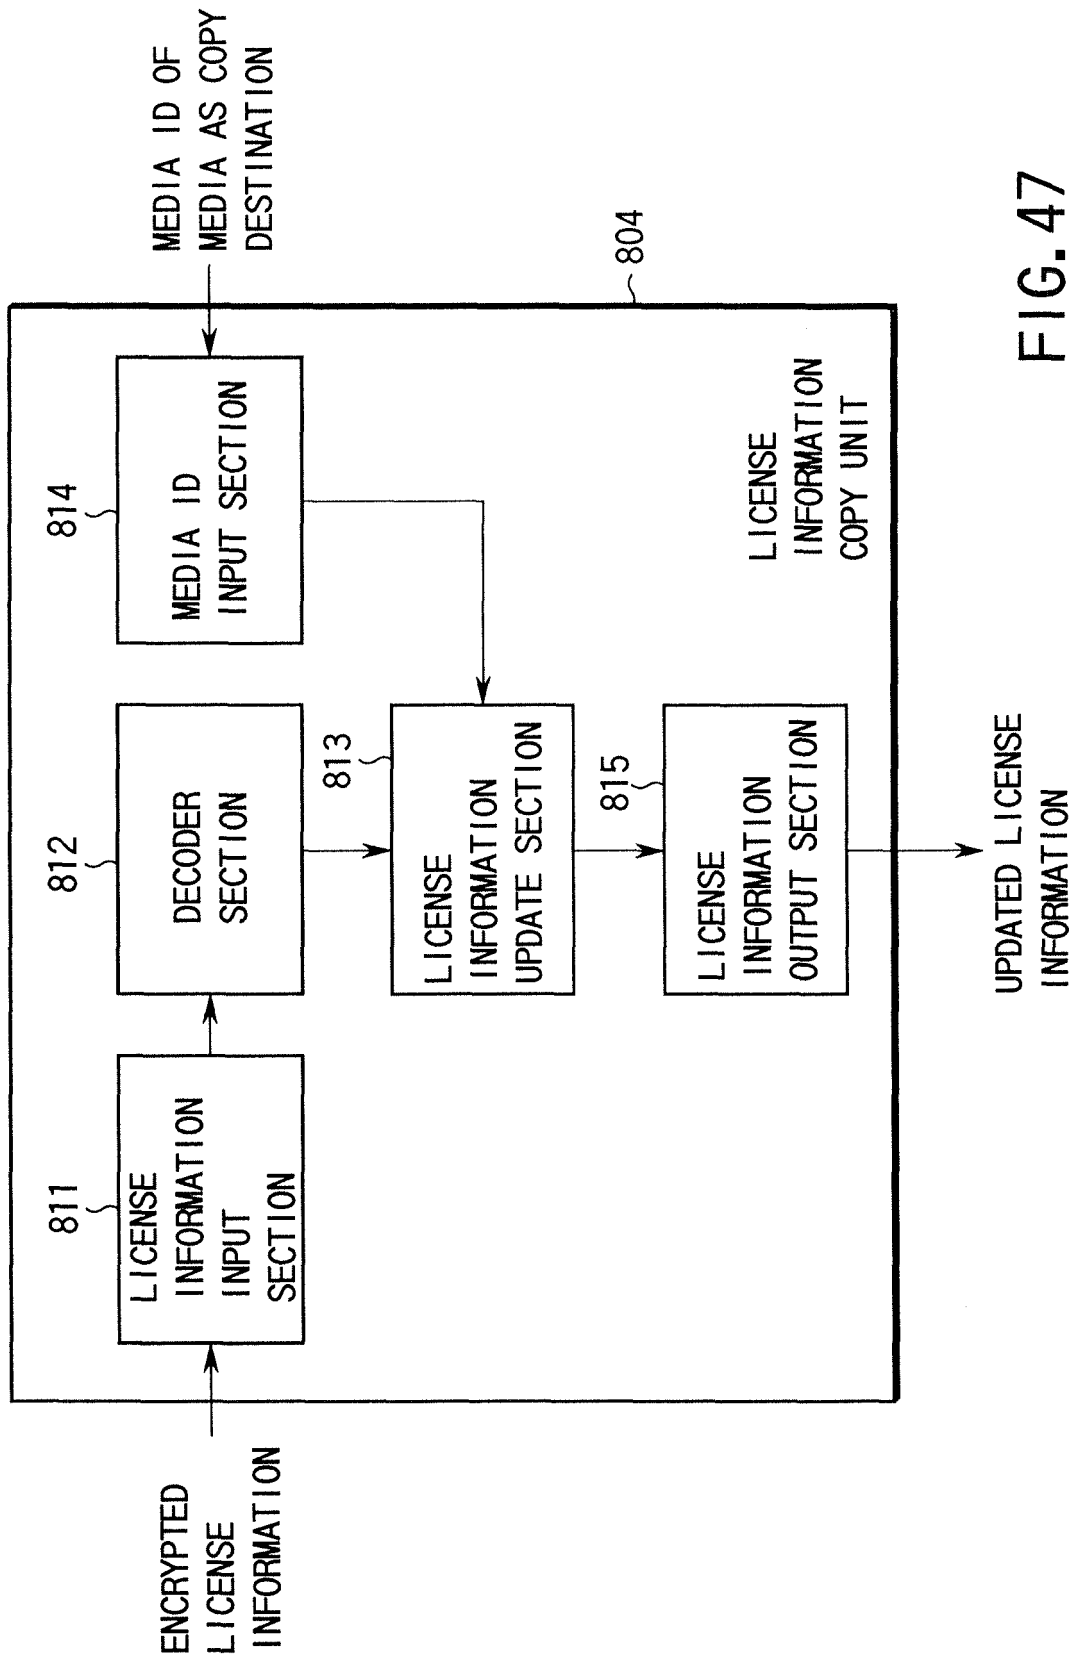 ENCRYPTED
LICENSE
INFORMATION
811
LICENSE
INFORMATION
INPUT
SECTION
812
DECODER
SECTION
814
MEDIA ID
INPUT SECTION
MEDIA ID OF
MEDIA AS COPY
DESTINATION
813
LICENSE
INFORMATION
UPDATE SECTION
815
LICENSE
INFORMATION
OUTPUT SECTION
LICENSE
INFORMATION
COPY UNIT
804
UPDATED LICENSE
INFORMATION
FIG. 47